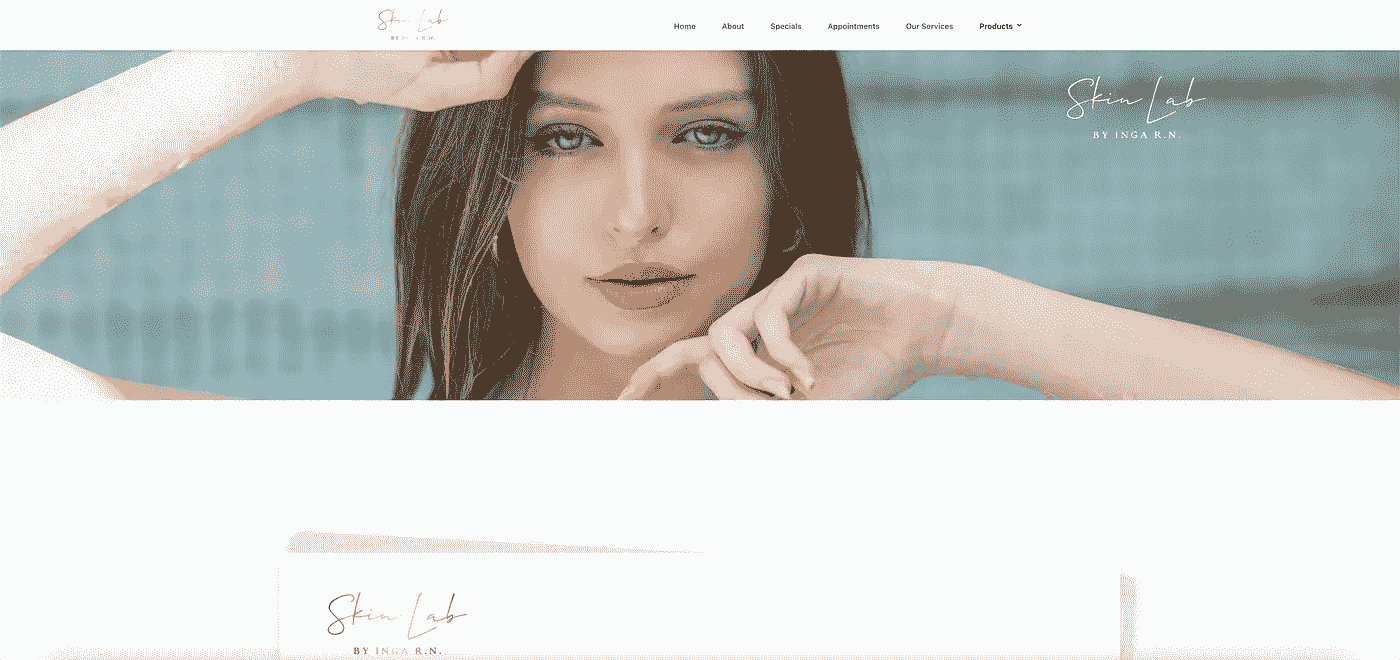 Skin Lab
BY INGA R.N.
Home About Specials Appointments Our Services Products
Skin Lab
BY INGA R.N.
Skin Lab
BY INGA R.N.